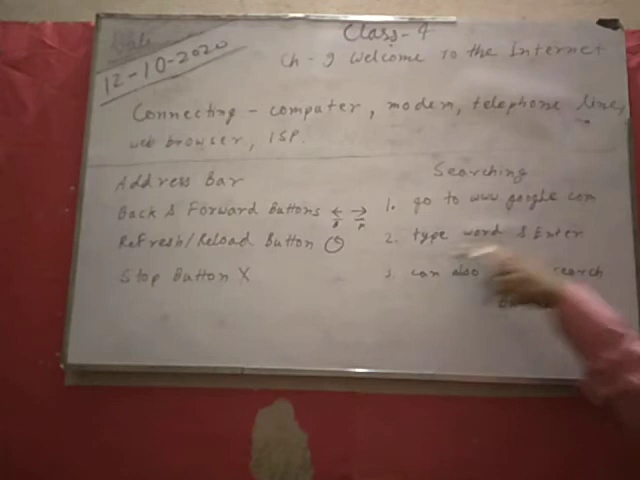 Date
12-10-2020
Class-4
Ch-9 Welcome To the Internet
Connecting - computer, modem, telephone line,
web browser, ISP.
Address Bar
Back & Forward Buttons ← →
B F
Refresh/Reload Button
Stop Button X
Searching
1. go to www.google com
2. type word & Enter
3. can also search